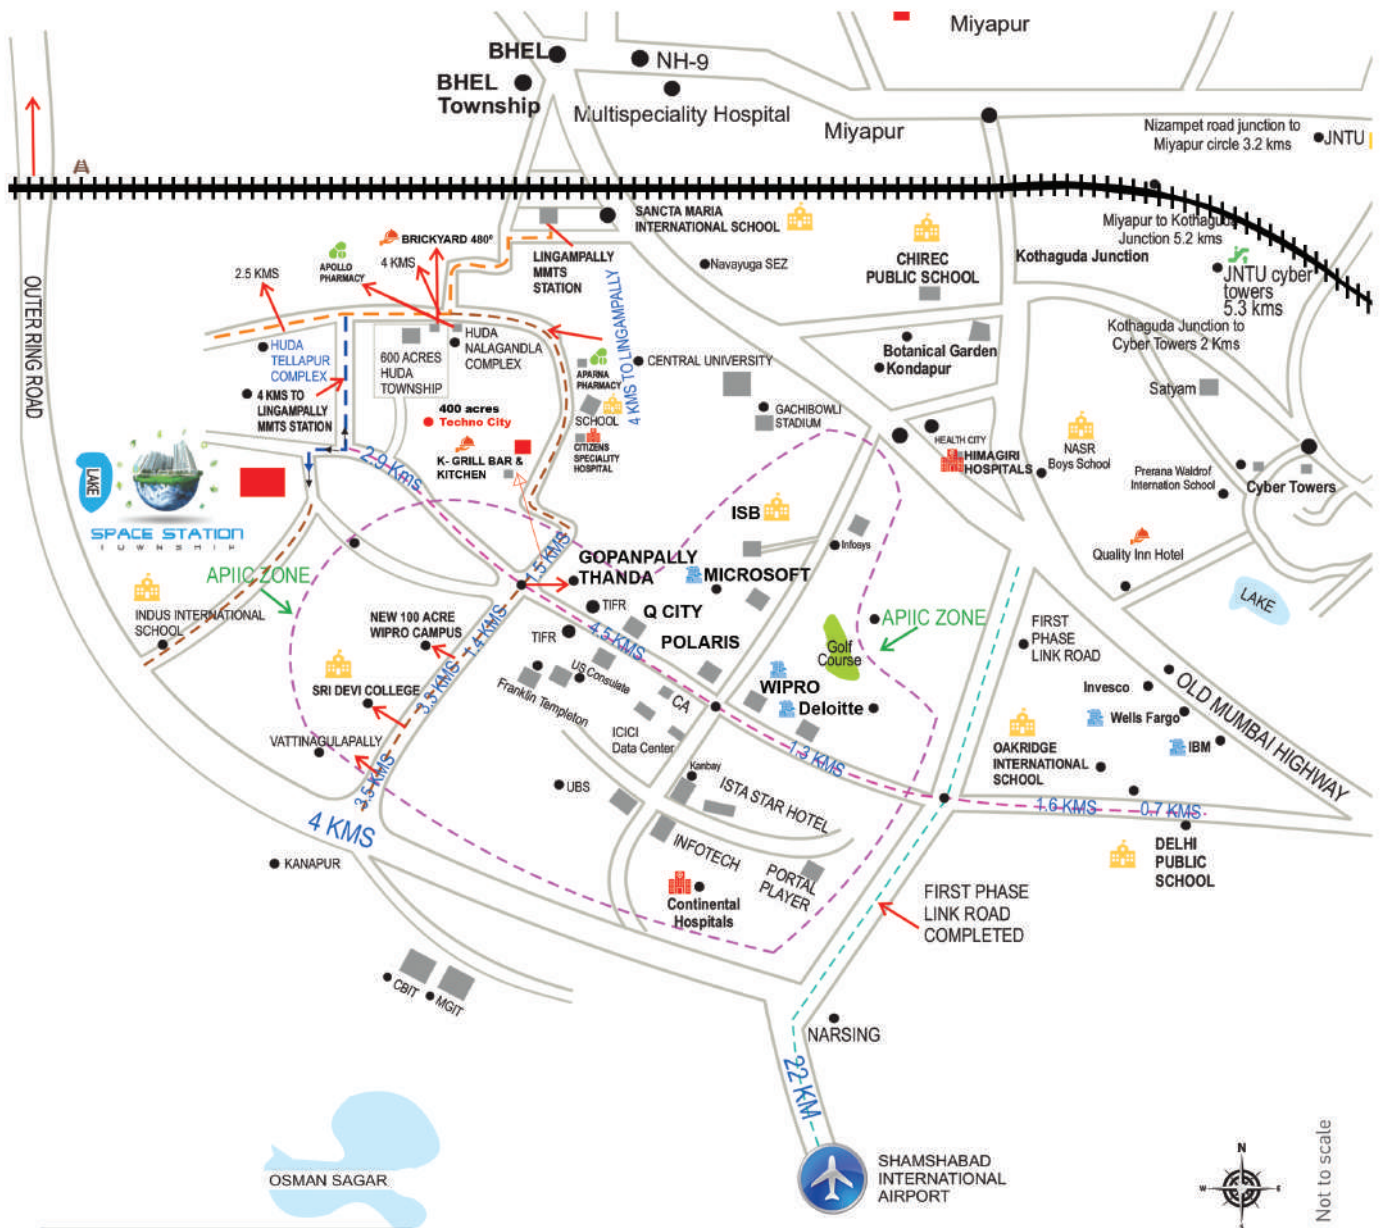 Miyapur
BHEL
NH-9
BHEL
Township
Multispeciality Hospital
Miyapur
Nizampet road junction to
Miyapur circle 3.2 kms
JNTU
SANCTA MARIA
INTERNATIONAL SCHOOL
Miyapur to Kothaguda
Junction 5.2 kms
BRICKYARD 480°
4 KMS
APOLLO
PHARMACY
2.5 KMS
LINGAMPALLY
MMTS
STATION
Navayuga SEZ
CHIREC
PUBLIC SCHOOL
Kothaguda Junction
JNTU cyber
towers
5.3 kms
OUTER RING ROAD
HUDA
TELLAPUR
COMPLEX
600 ACRES
HUDA
TOWNSHIP
HUDA
NALAGANDLA
COMPLEX
4 KMS TO LINGAMPALLY
APARNA
PHARMACY
CENTRAL UNIVERSITY
Botanical Garden
Kondapur
Kothaguda Junction to
Cyber Towers 2 Kms
Satyam
4 KMS TO
LINGAMPALLY
MMTS STATION
400 acres
Techno City
SCHOOL
GACHIBOWLI
STADIUM
K- GRILL BAR &
KITCHEN
CITIZENS
SPECIALITY
HOSPITAL
HEALTH CITY
HIMAGIRI
HOSPITALS
NASR
Boys School
Prerana Waldrof
Internation School
Cyber Towers
LAKE
SPACE STATION
TOWNSHIP
2.9 Kms
ISB
Infosys
Quality Inn Hotel
1.5 KMS
GOPANPALLY
THANDA
MICROSOFT
APIIC ZONE
INDUS INTERNATIONAL
SCHOOL
NEW 100 ACRE
WIPRO CAMPUS
1.4 KMS
TIFR
Q CITY
TIFR
4.5 KMS
POLARIS
APIIC ZONE
Golf
Course
FIRST
PHASE
LINK ROAD
LAKE
SRI DEVI COLLEGE
3.3 KMS
US Consulate
Franklin Templeton
CA
WIPRO
Deloitte
Invesco
Wells Fargo
IBM
OLD MUMBAI HIGHWAY
VATTINAGULAPALLY
3.5 KMS
ICICI
Data Center
1.3 KMS
OAKRIDGE
INTERNATIONAL
SCHOOL
UBS
Kanbay
ISTA STAR HOTEL
1.6 KMS
0.7 KMS
4 KMS
KANAPUR
INFOTECH
PORTAL
PLAYER
DELHI
PUBLIC
SCHOOL
Continental
Hospitals
FIRST PHASE
LINK ROAD
COMPLETED
CBIT
MGIT
NARSING
22 KM
OSMAN SAGAR
SHAMSHABAD
INTERNATIONAL
AIRPORT
N
W
E
S
Not to scale